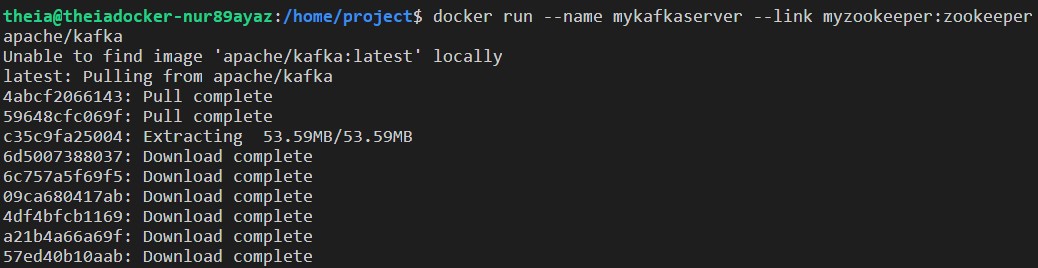 theia@theiadocker-nur89ayaz:/home/project$ docker run --name mykafkaserver --link myzookeeper:zookeeper
apache/kafka
Unable to find image 'apache/kafka:latest' locally
latest: Pulling from apache/kafka
4abcf2066143: Pull complete
59648cfc069f: Pull complete
c35c9fa25004: Extracting  53.59MB/53.59MB
6d5007388037: Download complete
6c757a5f69f5: Download complete
09ca680417ab: Download complete
4df4bfcb1169: Download complete
a21b4a66a69f: Download complete
57ed40b10aab: Download complete